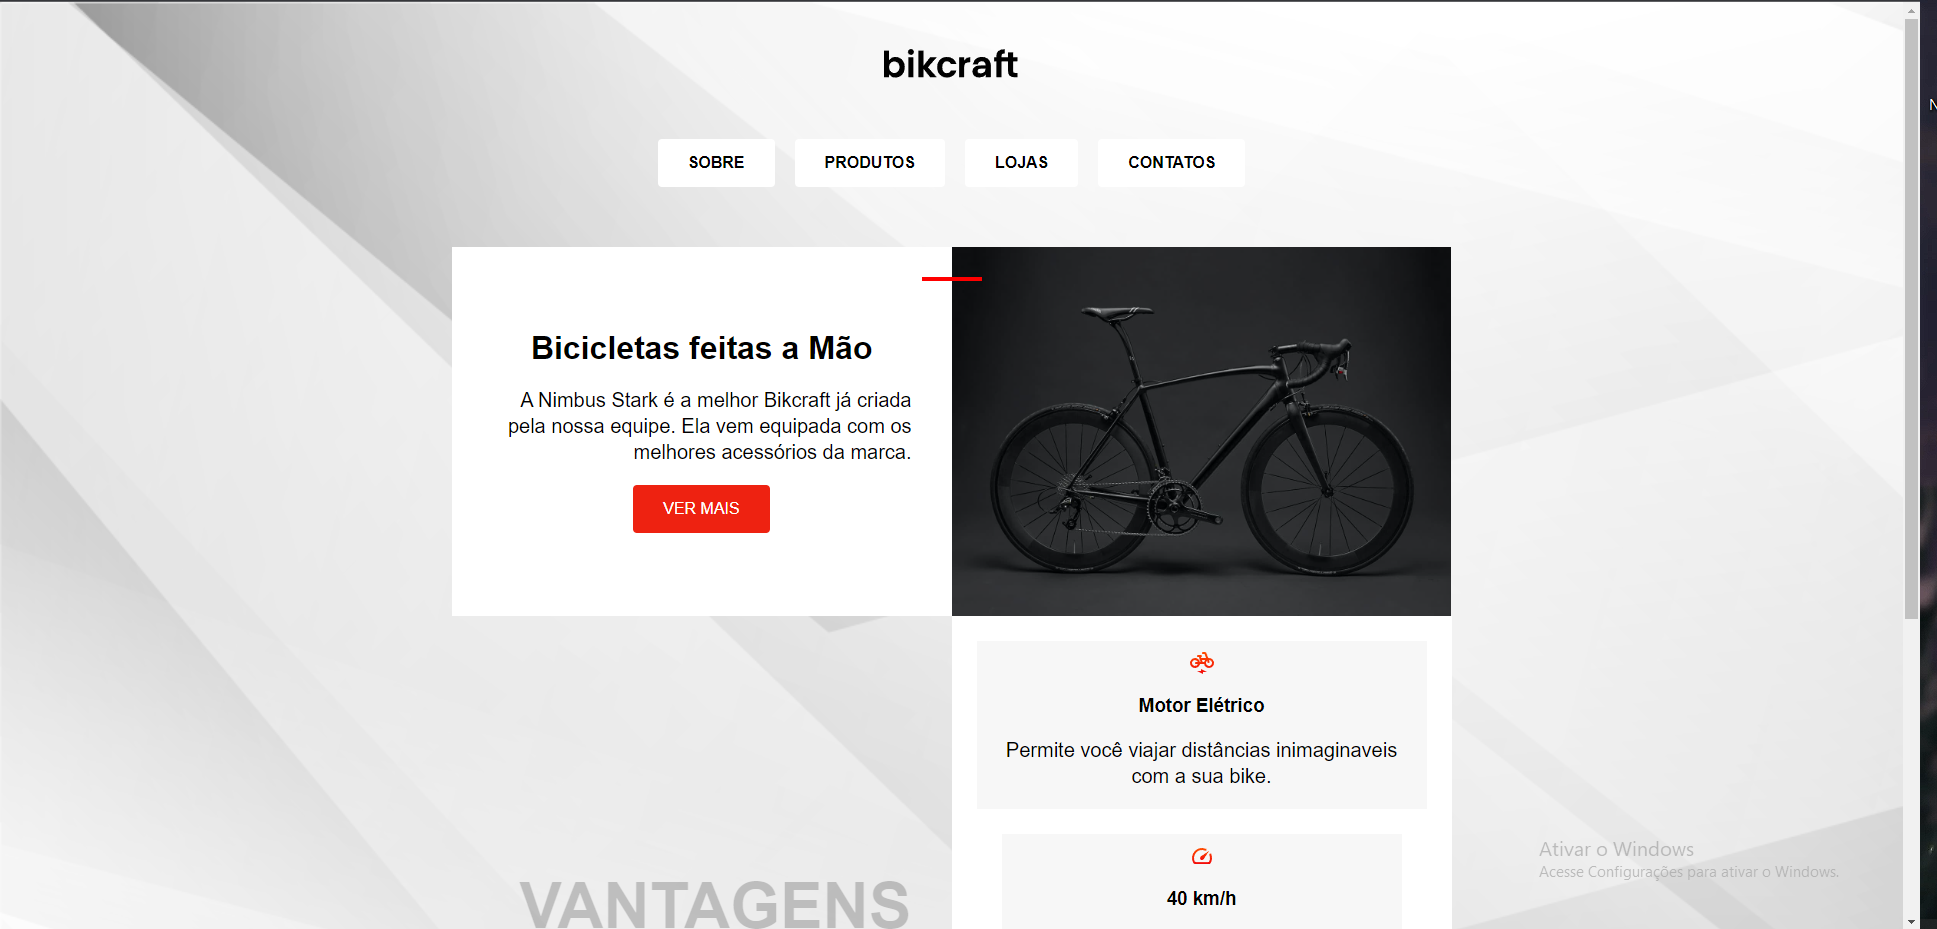 bikcraft
SOBRE
PRODUTOS
LOJAS
CONTATOS
Bicicletas feitas a Mão
A Nimbus Stark é a melhor Bikcraft já criada
pela nossa equipe. Ela vem equipada com os
melhores acessórios da marca.
VER MAIS
Motor Elétrico
Permite você viajar distâncias inimaginaveis
com a sua bike.
VANTAGENS
40 km/h
Ativar o Windows
Acesse Configurações para ativar o Windows.